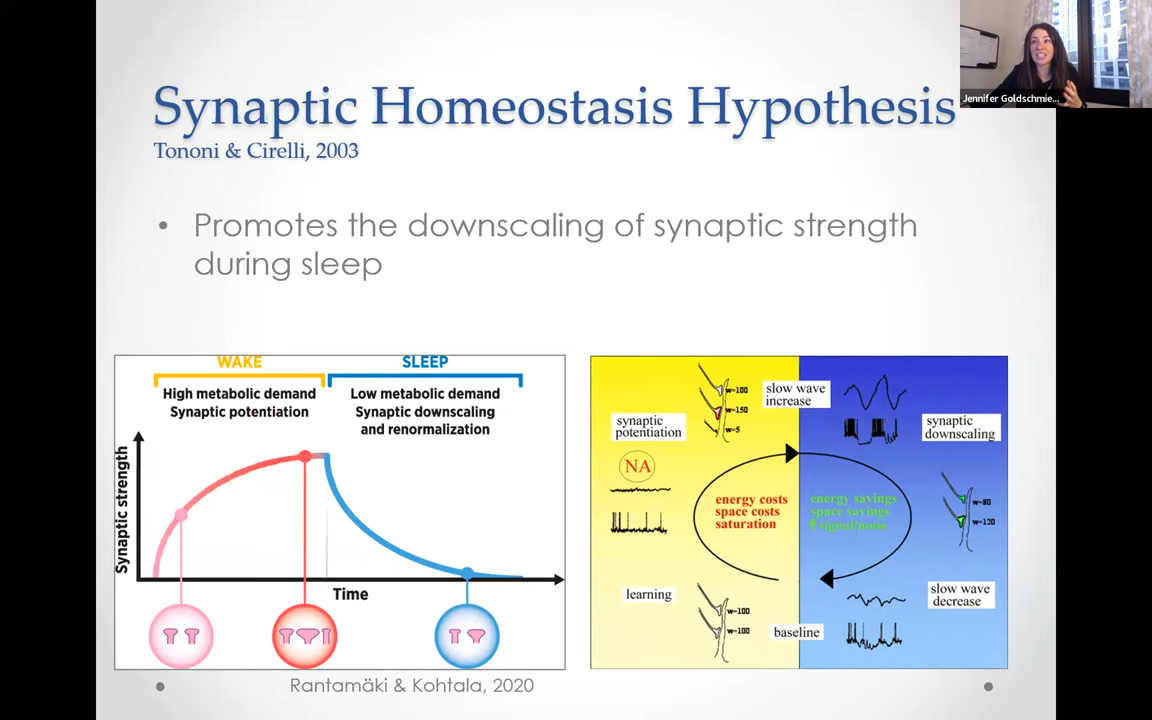 Jennifer Goldschmie...
Synaptic Homeostasis Hypothesis
Tononi & Cirelli, 2003
• Promotes the downscaling of synaptic strength
during sleep
WAKE
High metabolic demand
Synaptic potentiation
SLEEP
Low metabolic demand
Synaptic downscaling
and renormalization
Synaptic strength
Time
Rantamäki & Kohtala, 2020
w=100
w=150
w=5
slow wave
increase
synaptic
potentiation
synaptic
downscaling
NA
energy costs
space costs
saturation
energy savings
space savings
signal/noise
w=80
w=120
learning
w=100
w=100
baseline
slow wave
decrease